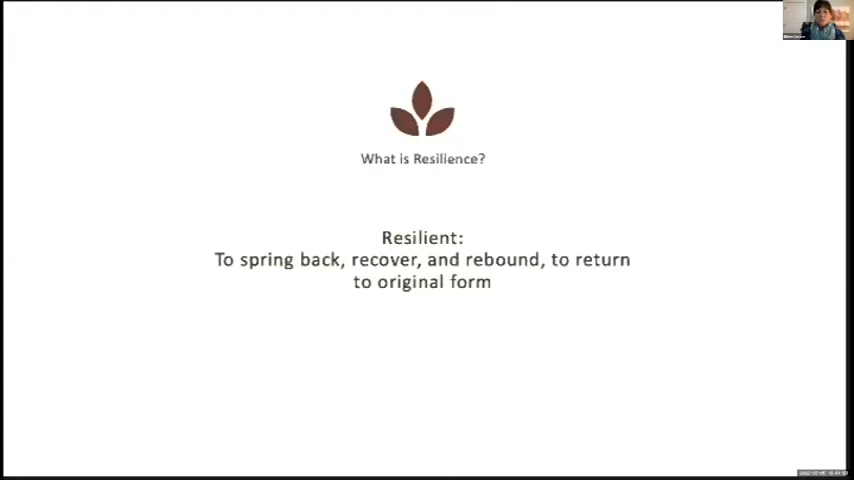 What is Resilience?
Resilient:
To spring back, recover, and rebound, to return
to original form